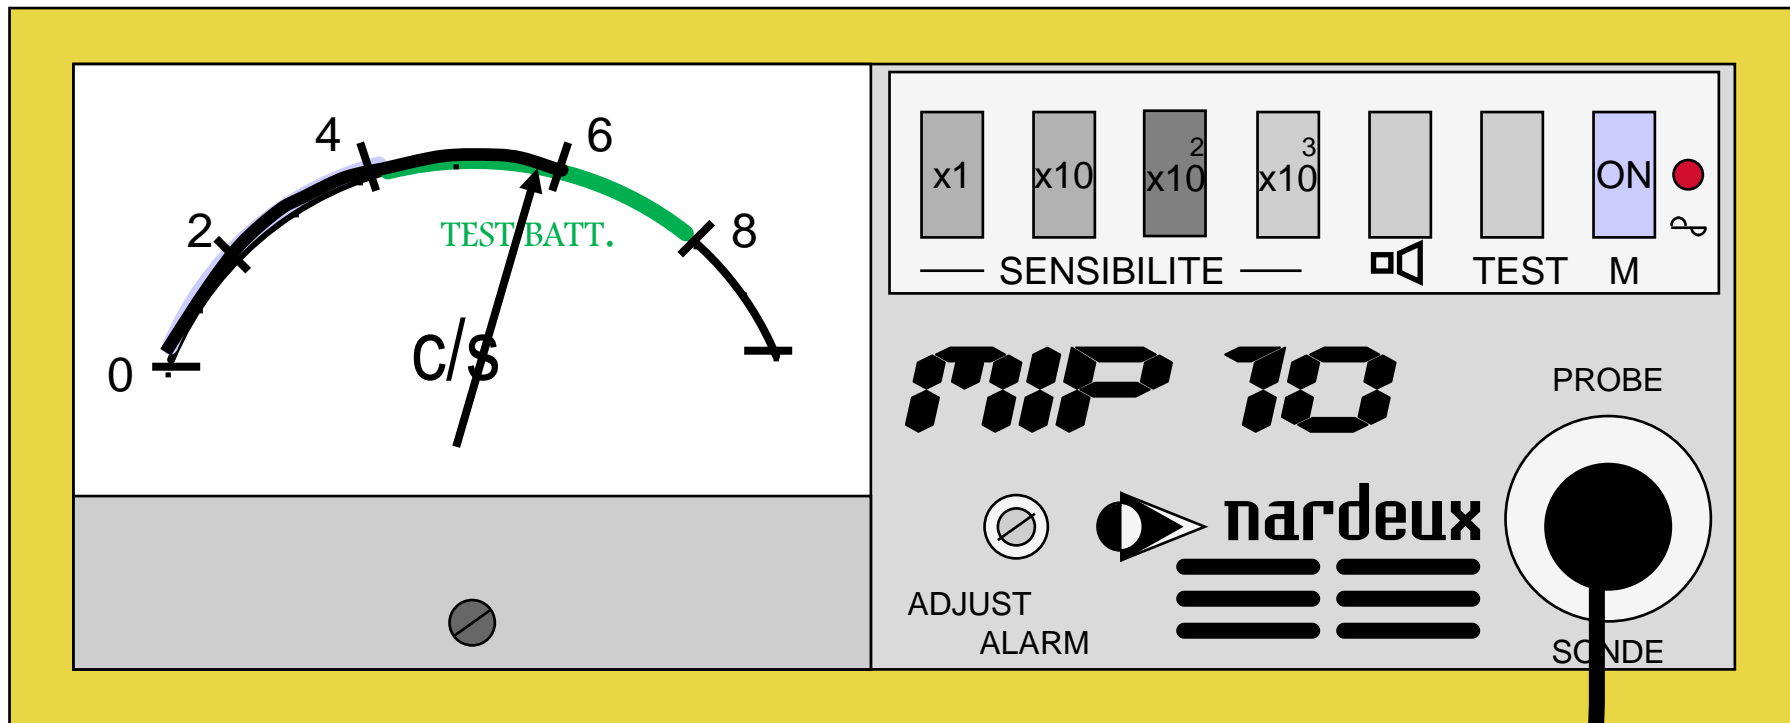 0
2
4
6
8
TEST BATT.
c/s
x1 x10 x10² x10³ ON
SENSIBILITE TEST M
MIP 10
PROBE
nardeux
ADJUST
ALARM
SONDE